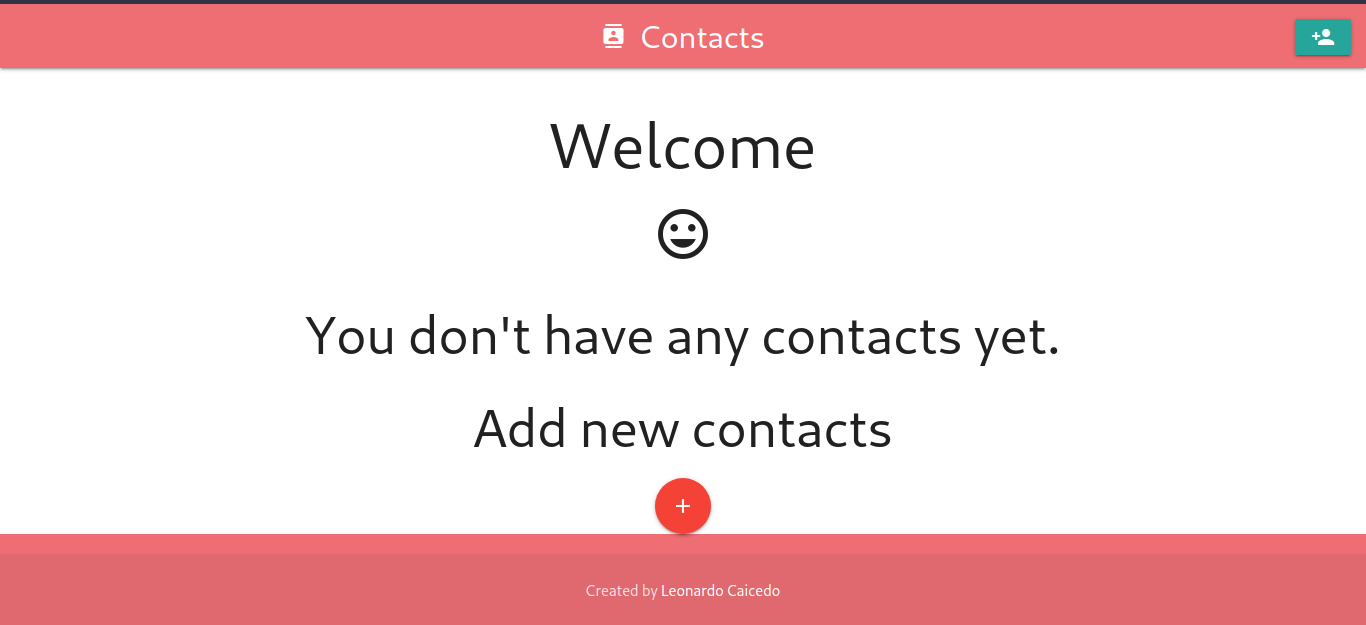 Contacts
Welcome
You don't have any contacts yet.
Add new contacts
+
Created by Leonardo Caicedo